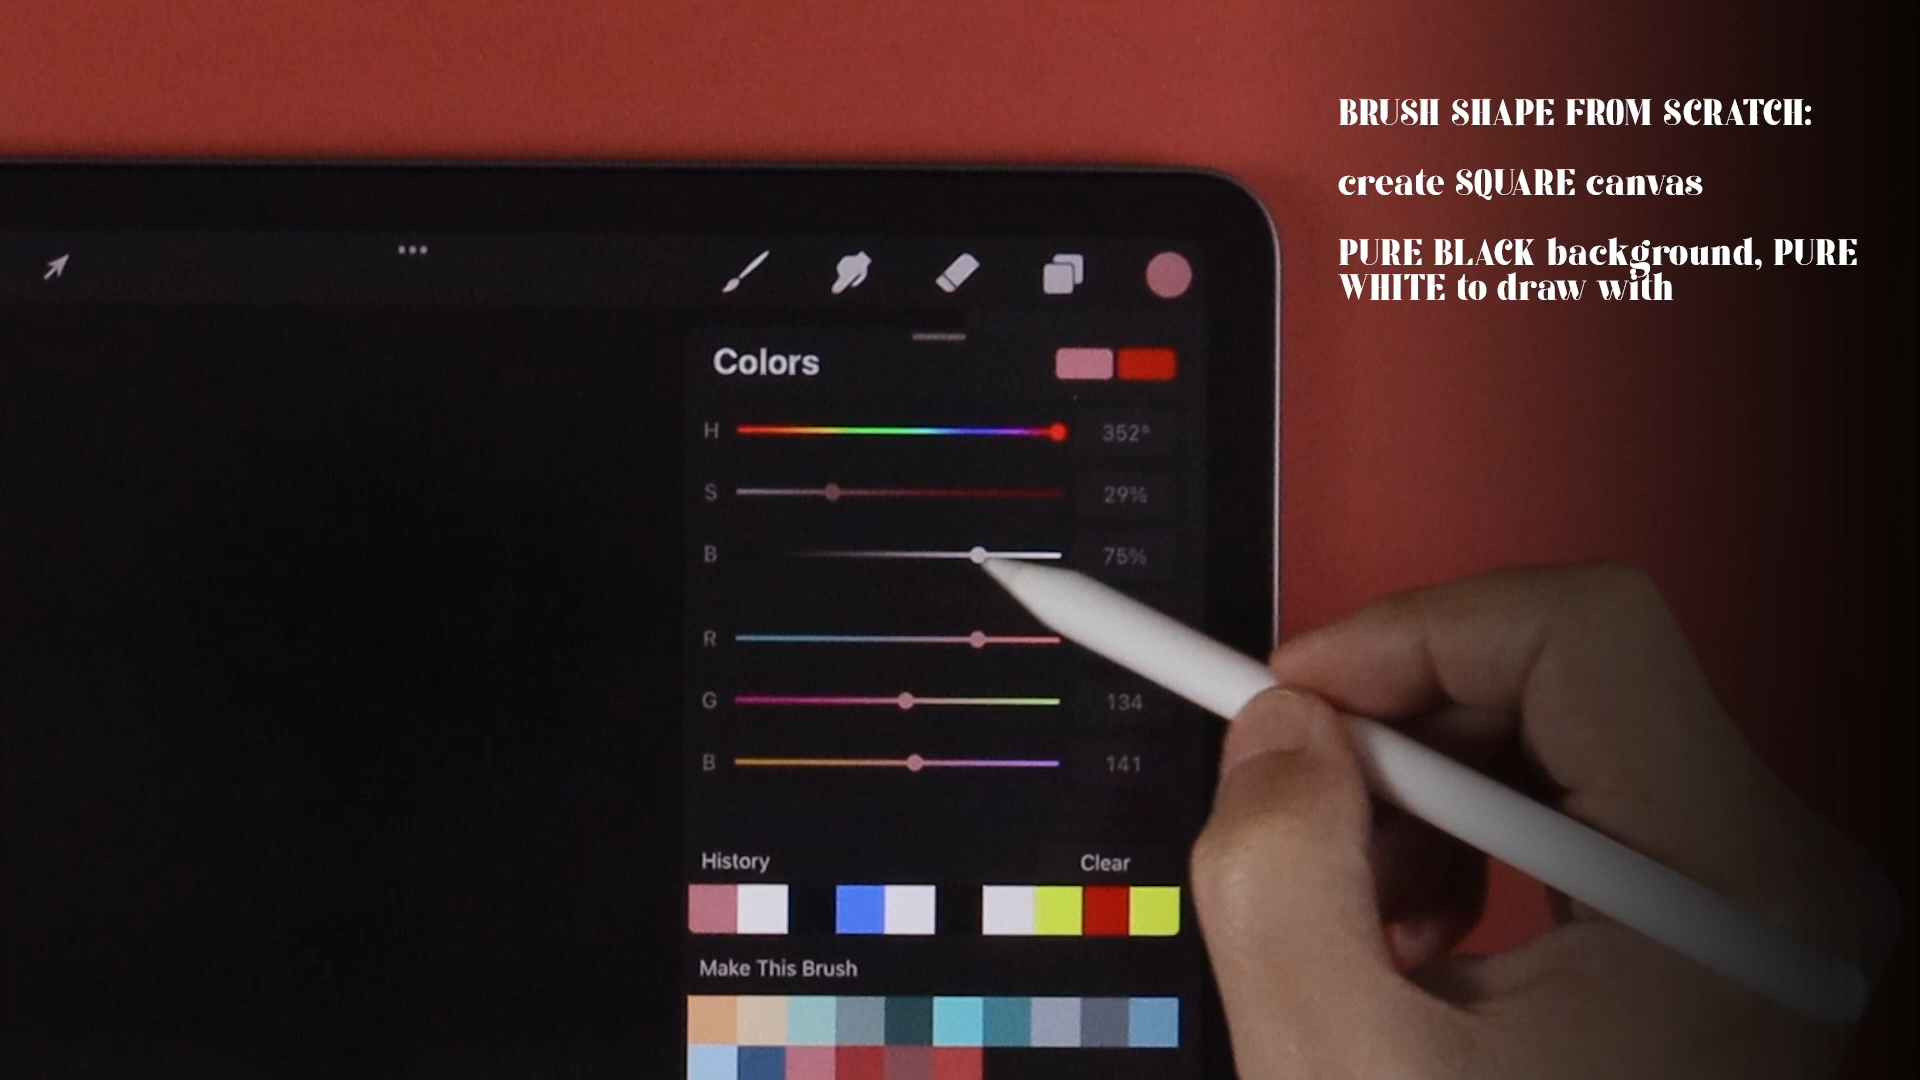 BRUSH SHAPE FROM SCRATCH:
create SQUARE canvas
PURE BLACK background, PURE
WHITE to draw with
Colors
H 352°
S 29%
B 75%
R
G 134
B 141
History Clear
Make This Brush